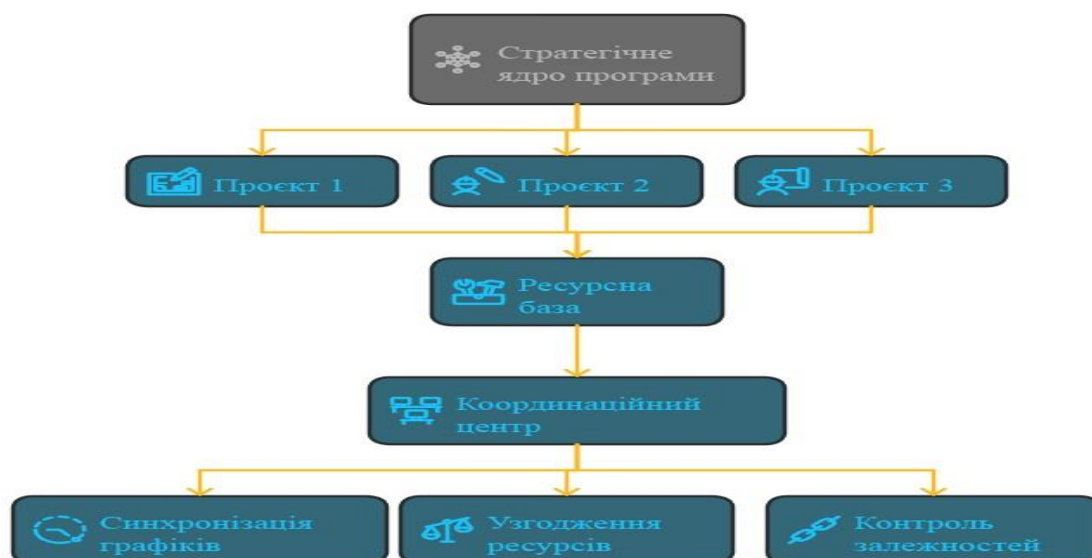 Стратегічне
ядро програми
Проєкт 1
Проєкт 2
Проєкт 3
Ресурсна
база
Координаційний
центр
Синхронізація
графіків
Узгодження
ресурсів
Контроль
залежностей